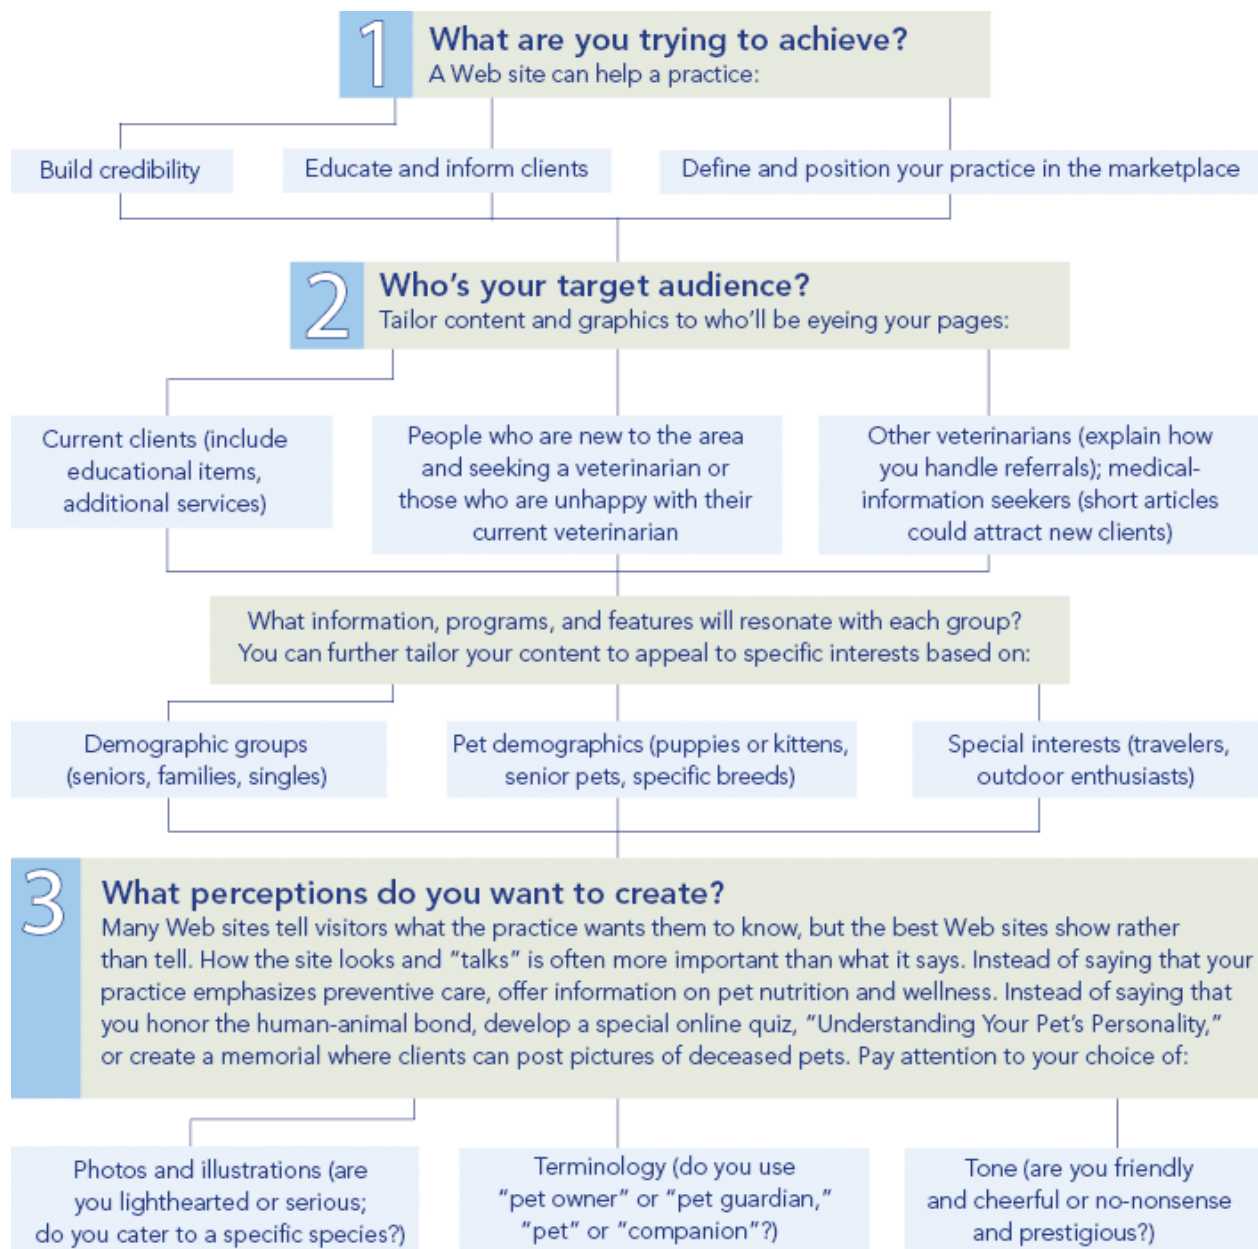 1
What are you trying to achieve?
A Web site can help a practice:
Build credibility
Educate and inform clients
Define and position your practice in the marketplace
2
Who's your target audience?
Tailor content and graphics to who'll be eyeing your pages:
Current clients (include
educational items,
additional services)
People who are new to the area
and seeking a veterinarian or
those who are unhappy with their
current veterinarian
Other veterinarians (explain how
you handle referrals); medical-
information seekers (short articles
could attract new clients)
What information, programs, and features will resonate with each group?
You can further tailor your content to appeal to specific interests based on:
Demographic groups
(seniors, families, singles)
Pet demographics (puppies or kittens,
senior pets, specific breeds)
Special interests (travelers,
outdoor enthusiasts)
3
What perceptions do you want to create?
Many Web sites tell visitors what the practice wants them to know, but the best Web sites show rather
than tell. How the site looks and “talks” is often more important than what it says. Instead of saying that your
practice emphasizes preventive care, offer information on pet nutrition and wellness. Instead of saying that
you honor the human-animal bond, develop a special online quiz, “Understanding Your Pet's Personality,”
or create a memorial where clients can post pictures of deceased pets. Pay attention to your choice of:
Photos and illustrations (are
you lighthearted or serious;
do you cater to a specific species?)
Terminology (do you use
“pet owner” or “pet guardian,”
“pet” or “companion”?)
Tone (are you friendly
and cheerful or no-nonsense
and prestigious?)